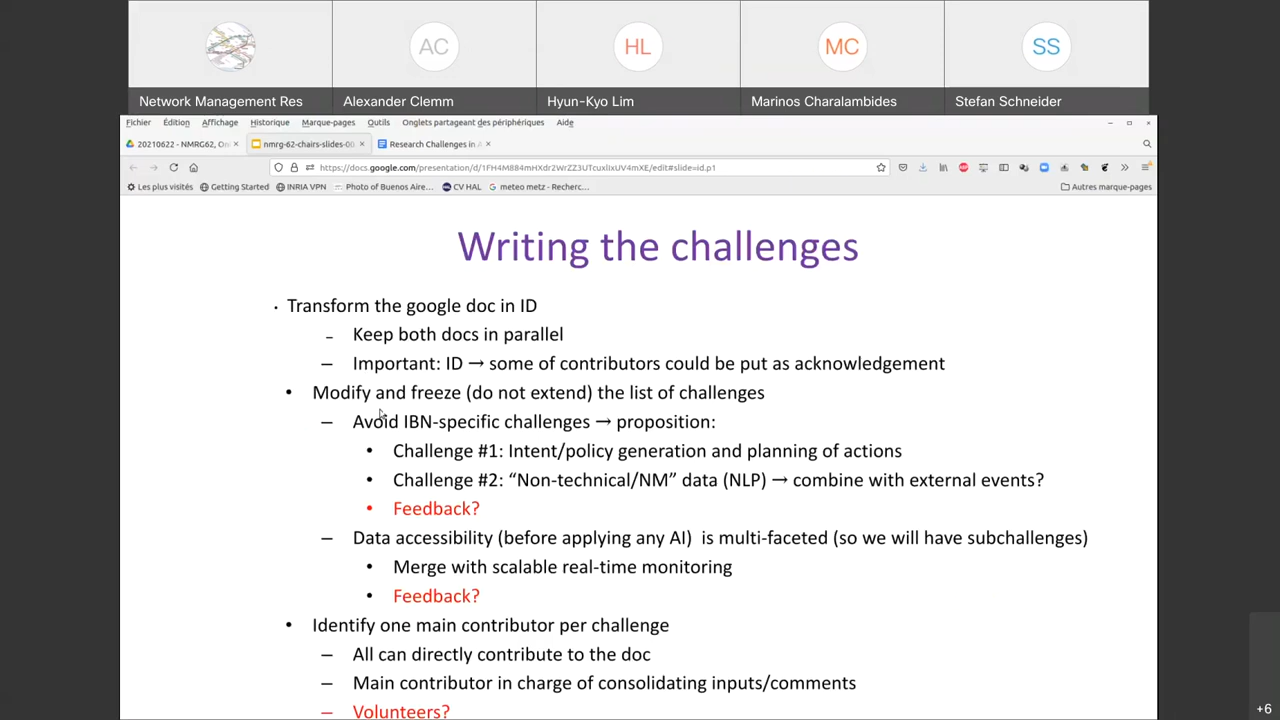 AC
HL
MC
SS
Network Management Res
Alexander Clemm
Hyun-Kyo Lim
Marinos Charalambides
Stefan Schneider
Fichier Édition Affichage Historique Marque-pages Outils Onglets partageant des périphériques Aide
20210622 - NMRG62, On nmrg-62-chairs-slides-00 Research Challenges in A
https://docs.google.com/presentation/d/1FH4M884mHXdr2WrZZ3UTcuxlixUV4mXE/edit#slide=id.p1
Les plus visités Getting Started INRIA VPN Photo of Buenos Aire... CV HAL meteo metz - Recherc... Autres marque-pages
Writing the challenges
• Transform the google doc in ID
– Keep both docs in parallel
– Important: ID → some of contributors could be put as acknowledgement
• Modify and freeze (do not extend) the list of challenges
– Avoid IBN-specific challenges → proposition:
• Challenge #1: Intent/policy generation and planning of actions
• Challenge #2: “Non-technical/NM” data (NLP) → combine with external events?
• Feedback?
– Data accessibility (before applying any AI) is multi-faceted (so we will have subchallenges)
• Merge with scalable real-time monitoring
• Feedback?
• Identify one main contributor per challenge
– All can directly contribute to the doc
– Main contributor in charge of consolidating inputs/comments
– Volunteers?
+6